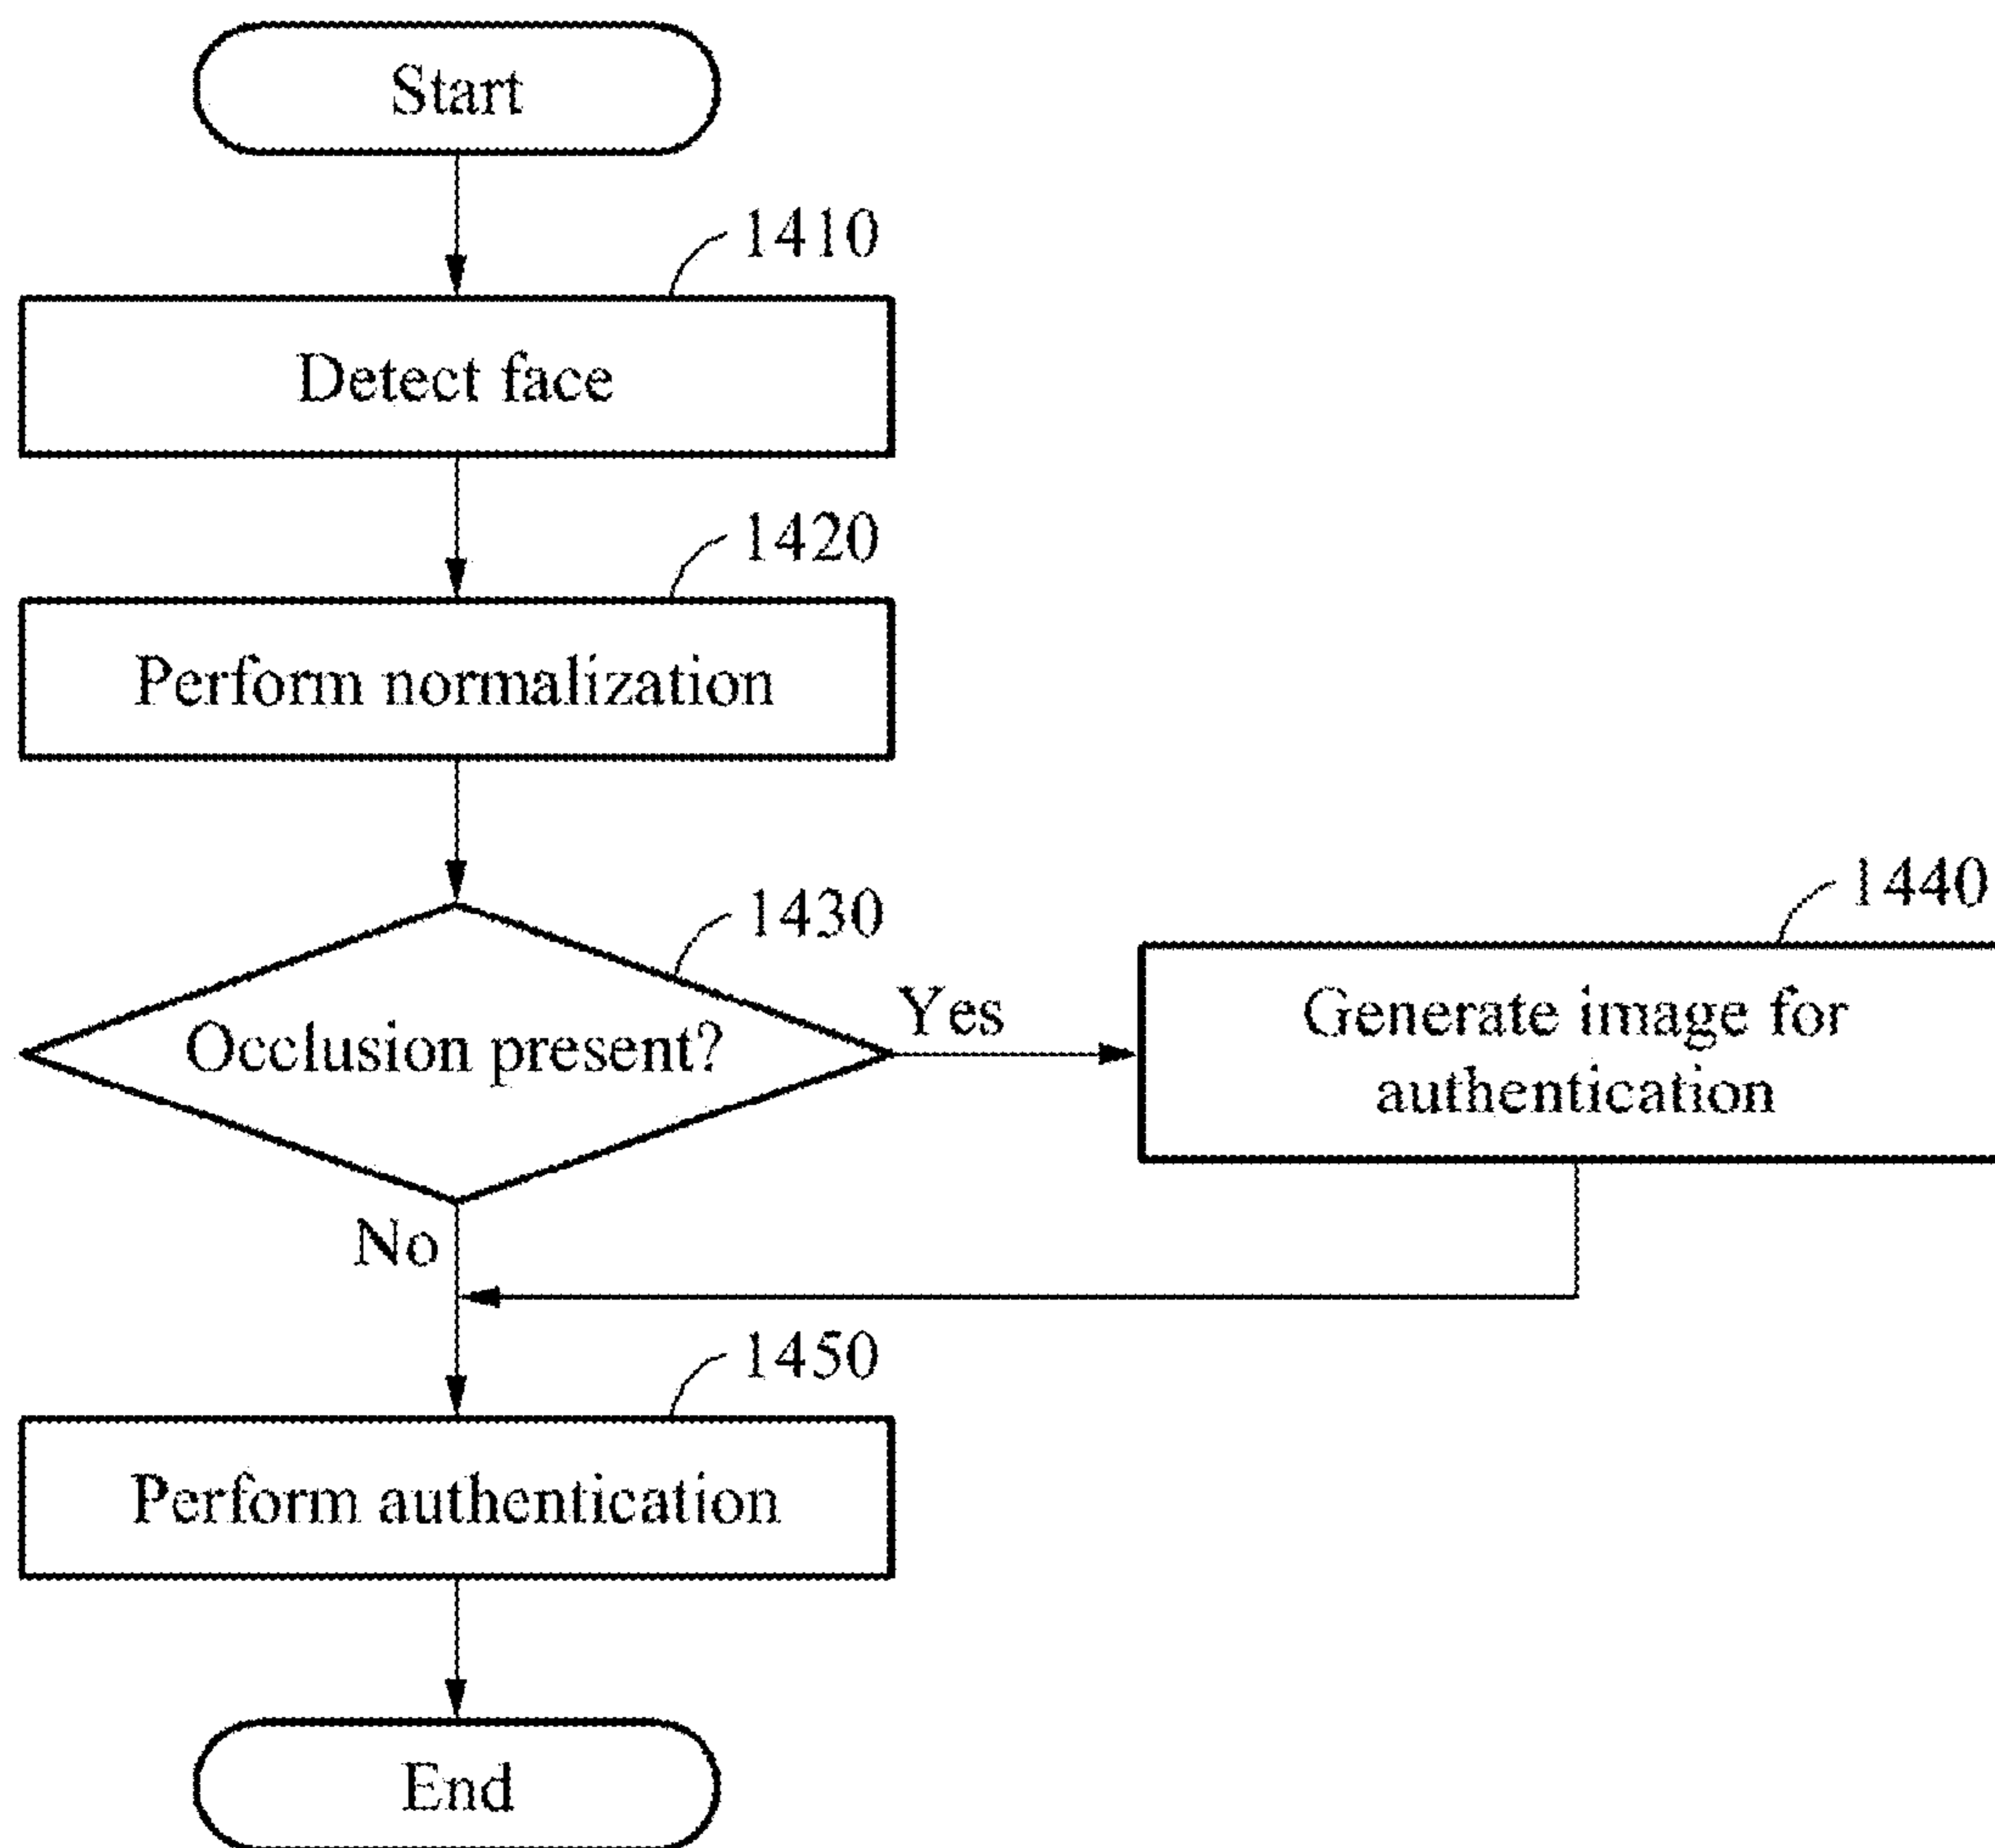 Start
1410
Detect face
1420
Perform normalization
1430
1440
Occlusion present?
Yes
Generate image for
authentication
No
1450
Perform authentication
End